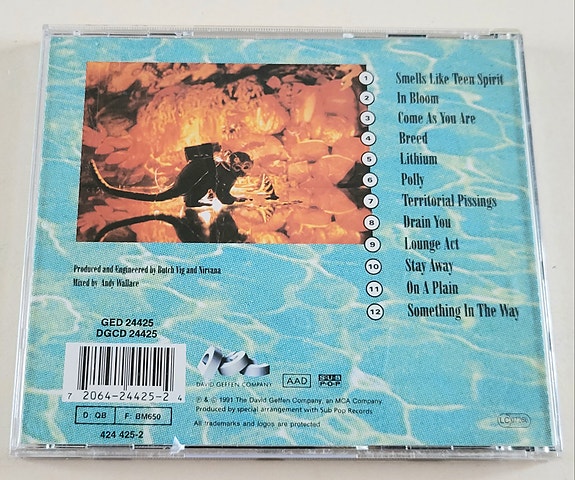 1 Smells Like Teen Spirit
2 In Bloom
3 Come As You Are
4 Breed
5 Lithium
6 Polly
7 Territorial Pissings
8 Drain You
9 Lounge Act
10 Stay Away
11 On A Plain
12 Something In The Way
Produced and Engineered by Butch Vig and Nirvana
Mixed by Andy Wallace
GED 24425
DGCD 24425
7 2064-24425-2 4
D: QB F: BM650
424 425-2
DAVID GEFFEN COMPANY
AAD
SUB POP
℗ & © 1991 The David Geffen Company, an MCA Company.
Produced by special arrangement with Sub Pop Records
All trademarks and logos are protected